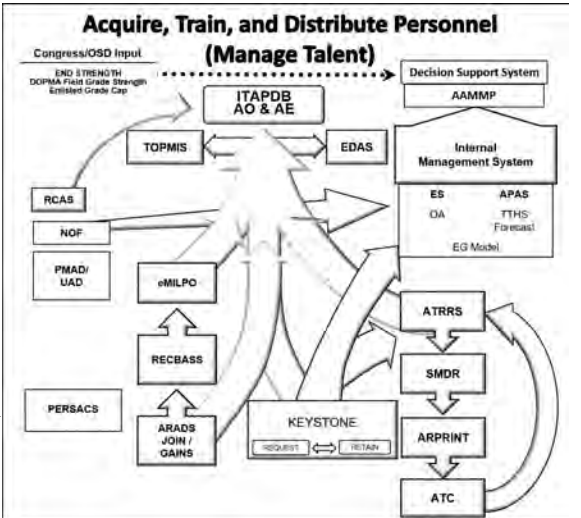 Acquire, Train, and Distribute Personnel
(Manage Talent)
Congress/OSD Input
END STRENGTH
DOPMA Field Grade Strength
Enlisted Grade Cap
Decision Support System
AAMMP
ITAPDB
AO & AE
TOPMIS
EDAS
Internal
Management System
RCAS
ES
APAS
NOF
OA
TTHS
Forecast
EG Model
PMAD/
UAD
eMILPO
ATRRS
RECBASS
SMDR
PERSACS
ARADS
JOIN /
GAINS
KEYSTONE
REQUEST
RETAIN
ARPRINT
ATC